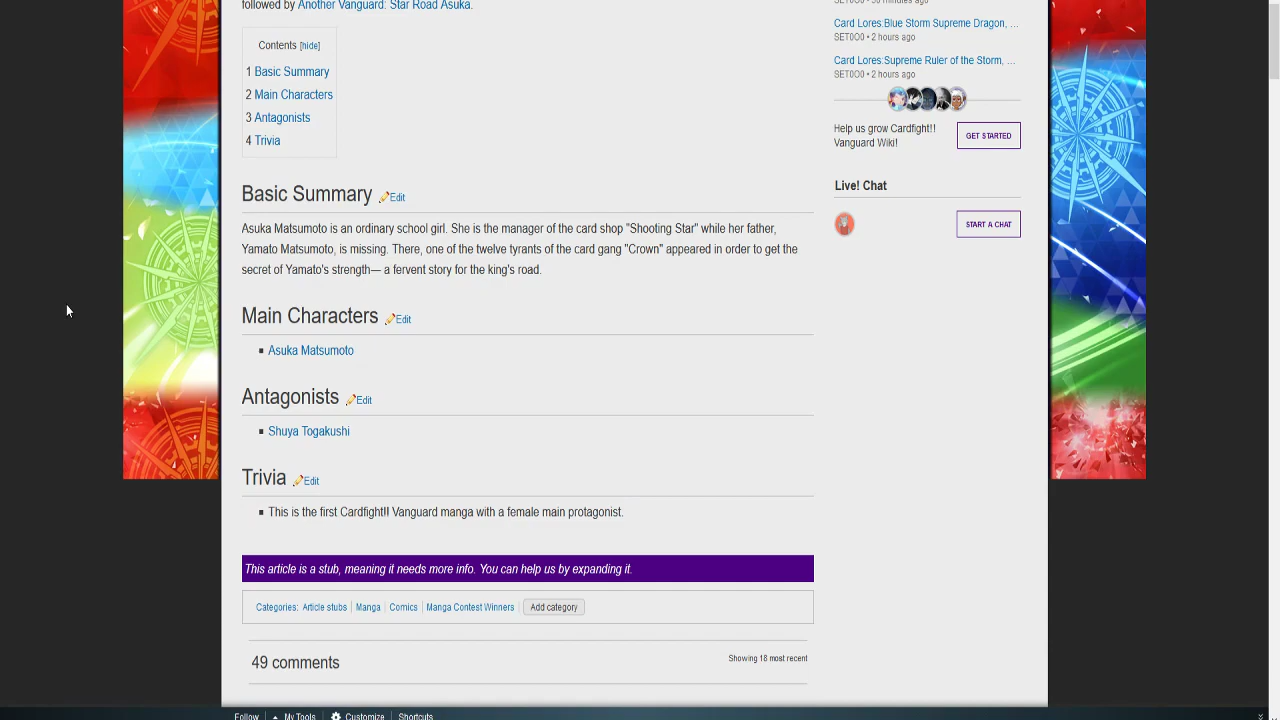 followed by Another Vanguard: Star Road Asuka.
Contents [hide]
1 Basic Summary
2 Main Characters
3 Antagonists
4 Trivia
Basic Summary Edit
Asuka Matsumoto is an ordinary school girl. She is the manager of the card shop "Shooting Star" while her father,
Yamato Matsumoto, is missing. There, one of the twelve tyrants of the card gang "Crown" appeared in order to get the
secret of Yamato's strength— a fervent story for the king's road.
Main Characters Edit
Asuka Matsumoto
Antagonists Edit
Shuya Togakushi
Trivia Edit
This is the first Cardfight!! Vanguard manga with a female main protagonist.
This article is a stub, meaning it needs more info. You can help us by expanding it.
Categories: Article stubs Manga Comics Manga Contest Winners Add category
49 comments
Showing 18 most recent
SET0O0 • 50 minutes ago
Card Lores:Blue Storm Supreme Dragon, ...
SET0O0 • 2 hours ago
Card Lores:Supreme Ruler of the Storm, ...
SET0O0 • 2 hours ago
Help us grow Cardfight!!
Vanguard Wiki!
GET STARTED
Live! Chat
START A CHAT
Follow My Tools Customize Shortcuts